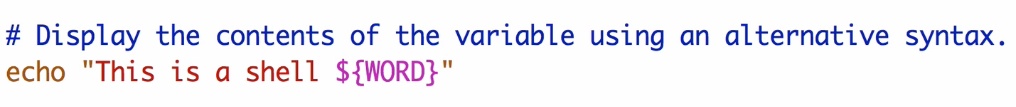 # Display the contents of the variable using an alternative syntax.
echo "This is a shell ${WORD}"